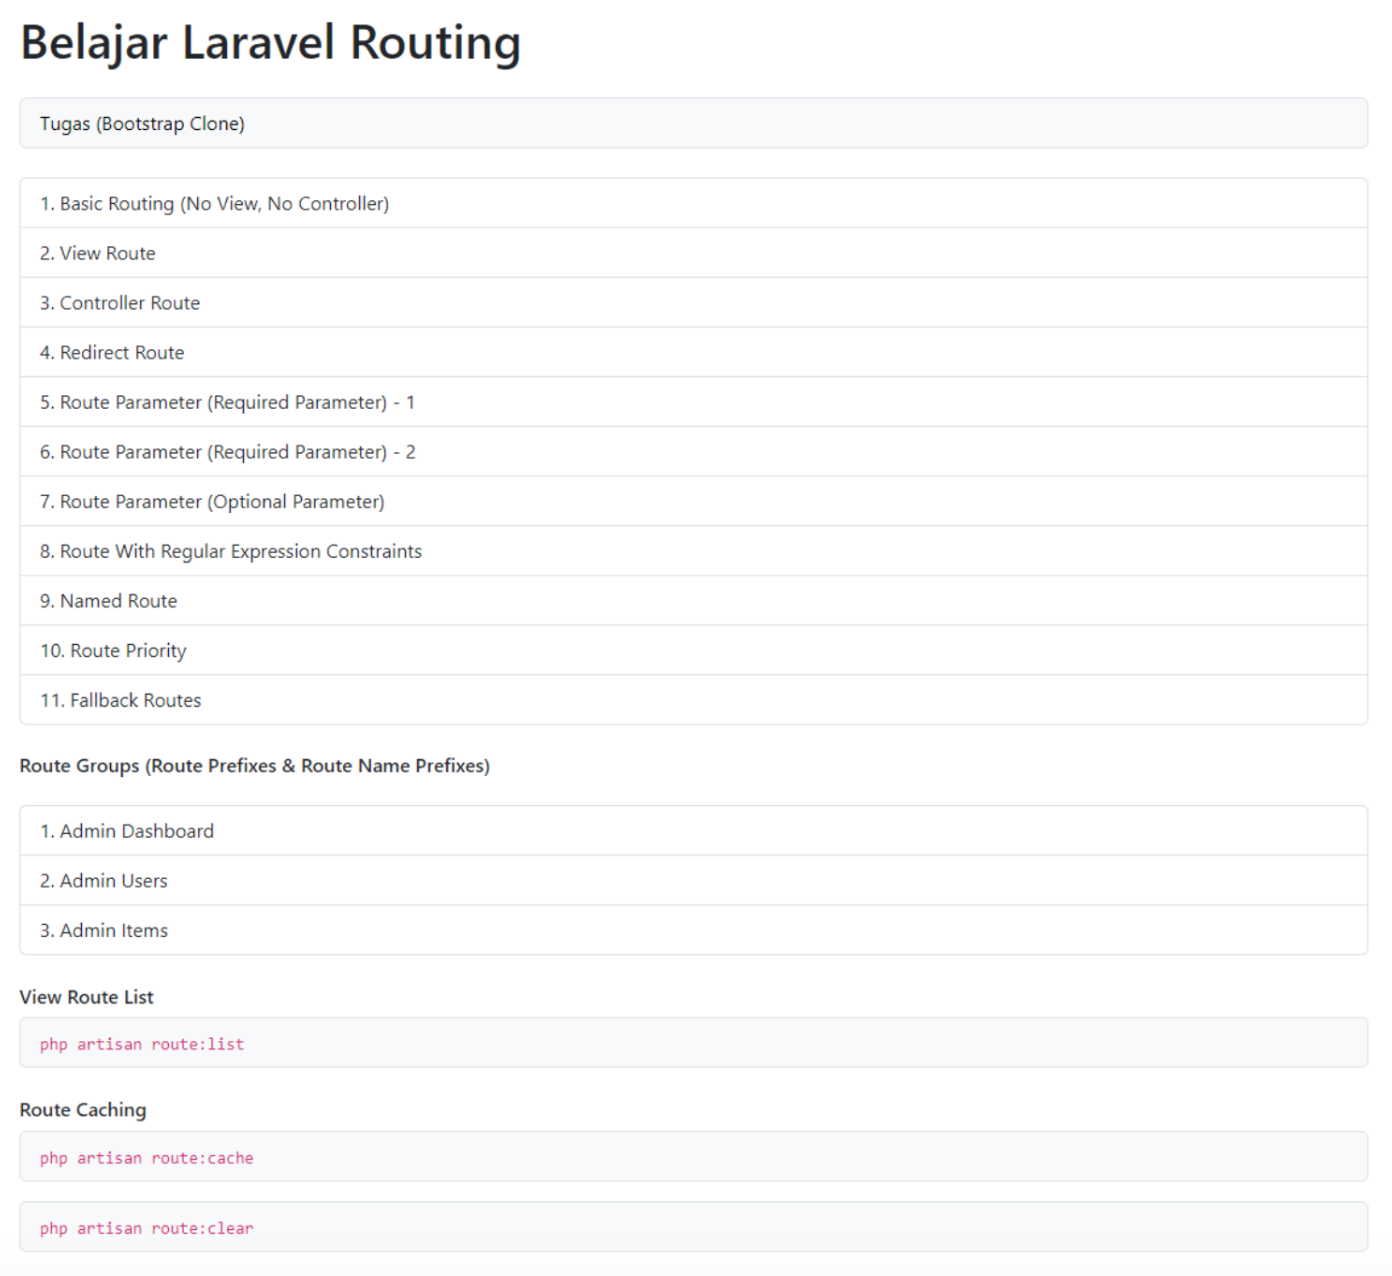 Belajar Laravel Routing
Tugas (Bootstrap Clone)
1. Basic Routing (No View, No Controller)
2. View Route
3. Controller Route
4. Redirect Route
5. Route Parameter (Required Parameter) - 1
6. Route Parameter (Required Parameter) - 2
7. Route Parameter (Optional Parameter)
8. Route With Regular Expression Constraints
9. Named Route
10. Route Priority
11. Fallback Routes
Route Groups (Route Prefixes & Route Name Prefixes)
1. Admin Dashboard
2. Admin Users
3. Admin Items
View Route List
php artisan route:list
Route Caching
php artisan route:cache
php artisan route:clear